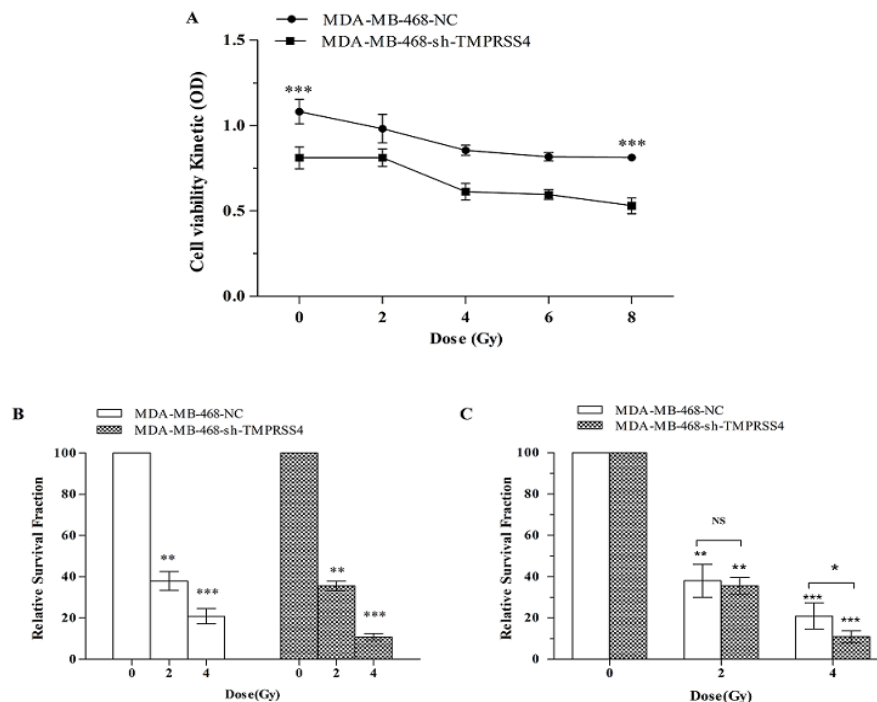 A
MDA-MB-468-NC
MDA-MB-468-sh-TMPRSS4
Cell viability Kinetic (OD)
1.5
1.0
0.5
0.0
***
***
0 2 4 6 8
Dose (Gy)
B
MDA-MB-468-NC
MDA-MB-468-sh-TMPRSS4
Relative Survival Fraction
100
80
60
40
20
0
** *** ** ***
0 2 4 0 2 4
Dose(Gy)
C
MDA-MB-468-NC
MDA-MB-468-sh-TMPRSS4
Relative Survival Fraction
100
80
60
40
20
0
NS
** **
*
*** ***
0 2 4
Dose(Gy)